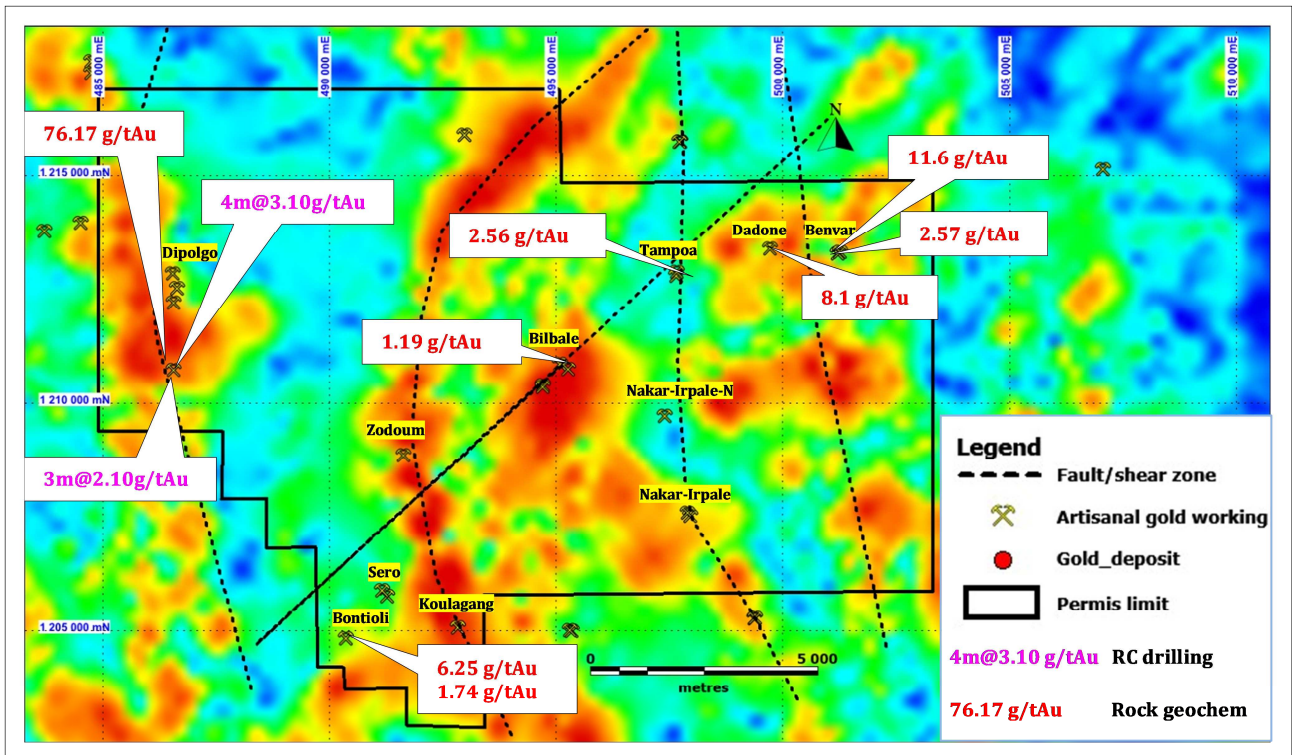 485 000 mE
490 000 mE
495 000 mE
500 000 mE
505 000 mE
510 000 mE
N
76.17 g/tAu
11.6 g/tAu
1 215 000 mN
4m@3.10g/tAu
2.56 g/tAu
Dadone
Benvar
2.57 g/tAu
Dipolgo
Tampoa
8.1 g/tAu
1.19 g/tAu
Bilbale
Nakar-Irpale-N
1 210 000 mN
Zodoum
3m@2.10g/tAu
Nakar-Irpale
Sero
Bontioli
Koulagang
1 205 000 mN
6.25 g/tAu
1.74 g/tAu
0
5 000
metres
Legend
Fault/shear zone
Artisanal gold working
Gold_deposit
Permis limit
4m@3.10 g/tAu RC drilling
76.17 g/tAu Rock geochem